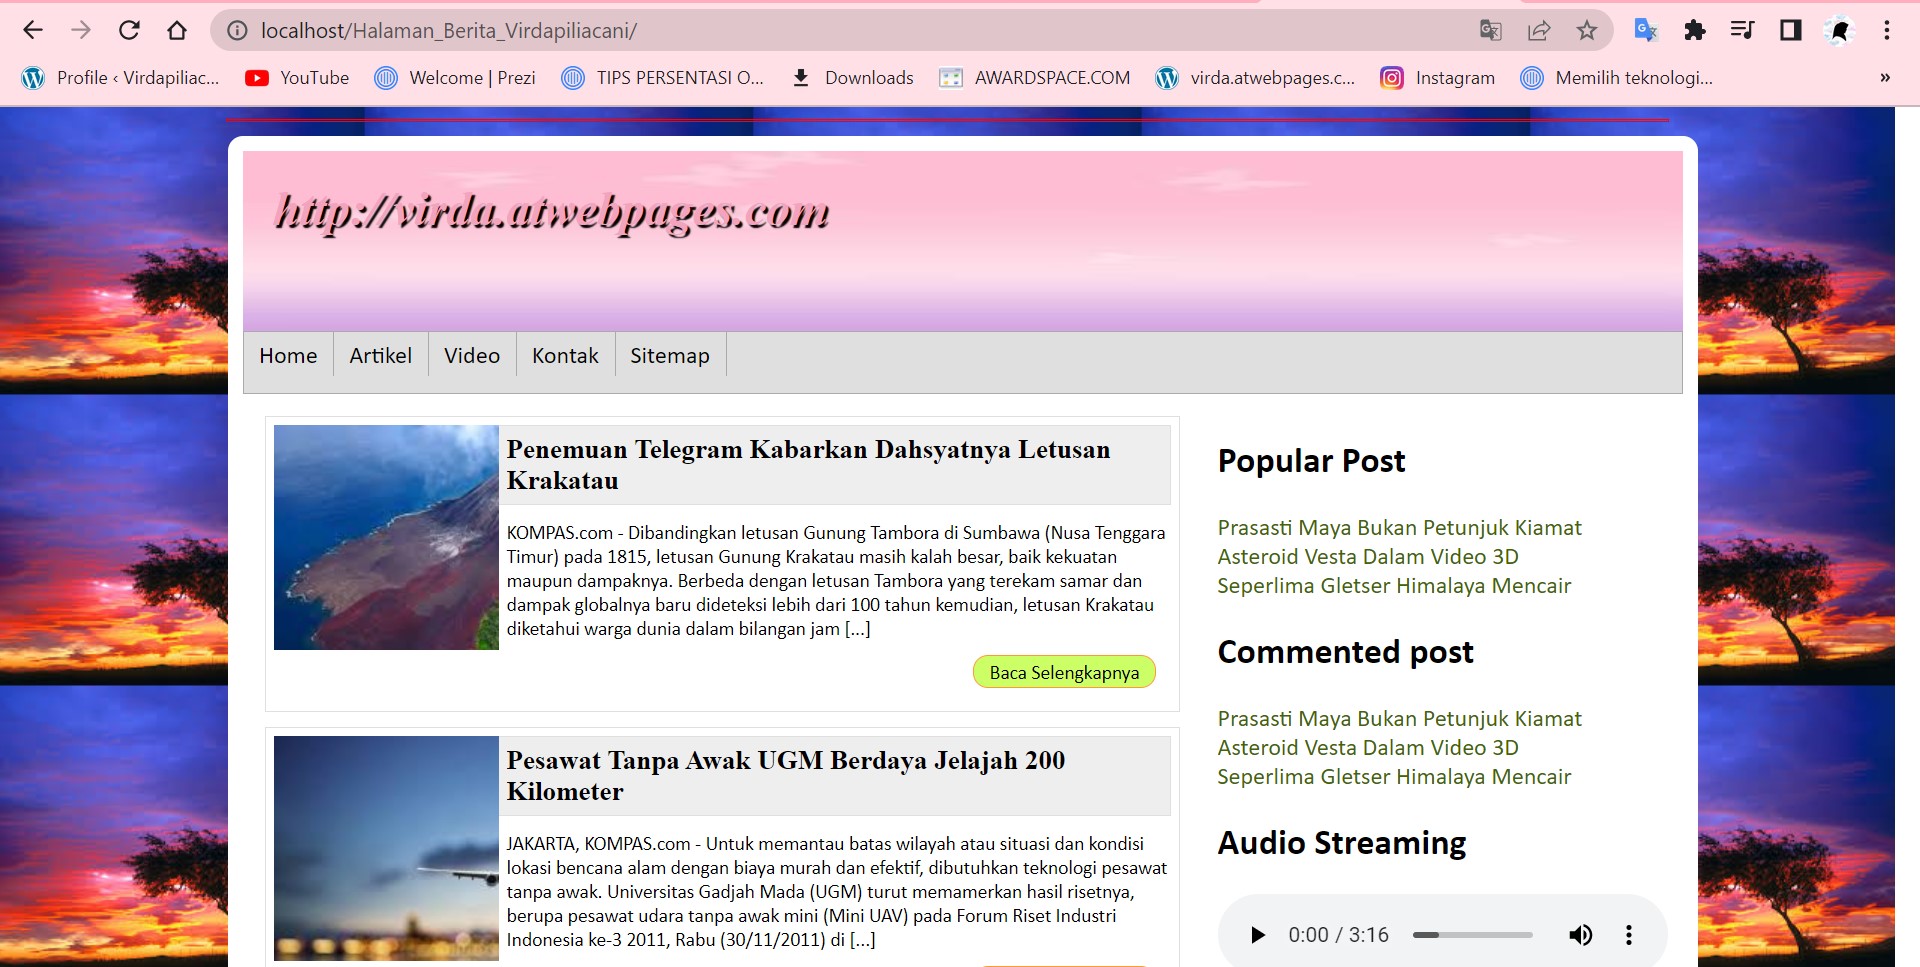 localhost/Halaman_Berita_Virdapiliacani/
Profile ‹ Virdapiliac...
YouTube
Welcome | Prezi
TIPS PERSENTASI O...
Downloads
AWARDSPACE.COM
virda.atwebpages.c...
Instagram
Memilih teknologi...
»
http://virda.atwebpages.com
Home
Artikel
Video
Kontak
Sitemap
Penemuan Telegram Kabarkan Dahsyatnya Letusan
Krakatau
KOMPAS.com - Dibandingkan letusan Gunung Tambora di Sumbawa (Nusa Tenggara
Timur) pada 1815, letusan Gunung Krakatau masih kalah besar, baik kekuatan
maupun dampaknya. Berbeda dengan letusan Tambora yang terekam samar dan
dampak globalnya baru dideteksi lebih dari 100 tahun kemudian, letusan Krakatau
diketahui warga dunia dalam bilangan jam [...]
Baca Selengkapnya
Pesawat Tanpa Awak UGM Berdaya Jelajah 200
Kilometer
JAKARTA, KOMPAS.com - Untuk memantau batas wilayah atau situasi dan kondisi
lokasi bencana alam dengan biaya murah dan efektif, dibutuhkan teknologi pesawat
tanpa awak. Universitas Gadjah Mada (UGM) turut memamerkan hasil risetnya,
berupa pesawat udara tanpa awak mini (Mini UAV) pada Forum Riset Industri
Indonesia ke-3 2011, Rabu (30/11/2011) di [...]
Popular Post
Prasasti Maya Bukan Petunjuk Kiamat
Asteroid Vesta Dalam Video 3D
Seperlima Gletser Himalaya Mencair
Commented post
Prasasti Maya Bukan Petunjuk Kiamat
Asteroid Vesta Dalam Video 3D
Seperlima Gletser Himalaya Mencair
Audio Streaming
0:00 / 3:16